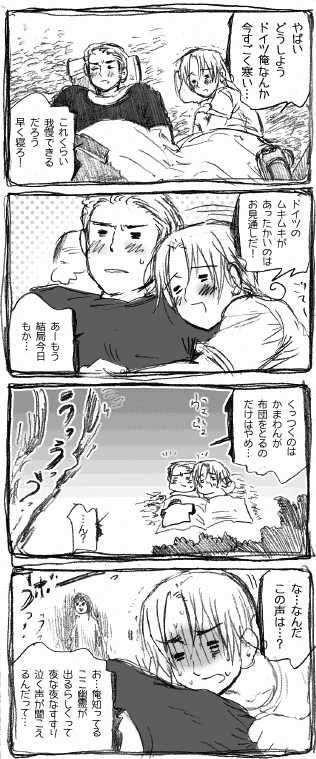 やばい
どうしよう
ドイツ俺なんか
今すごく寒い…
これくらい
我慢できる
だろう
早く寝ろ!
ドイツの
ムキムキが
あったかいのは
お見通しだ!
あーもう
結局今日
もか…
くっつくのは
かまわんが
布団をとるの
だけはやめ…
うっうっ
…ん?
な…なんだ
この声は…?
お…俺知ってる
ここ幽霊が
出るらしくって
夜な夜なすすり
泣く声が聞こえ
るんだって…